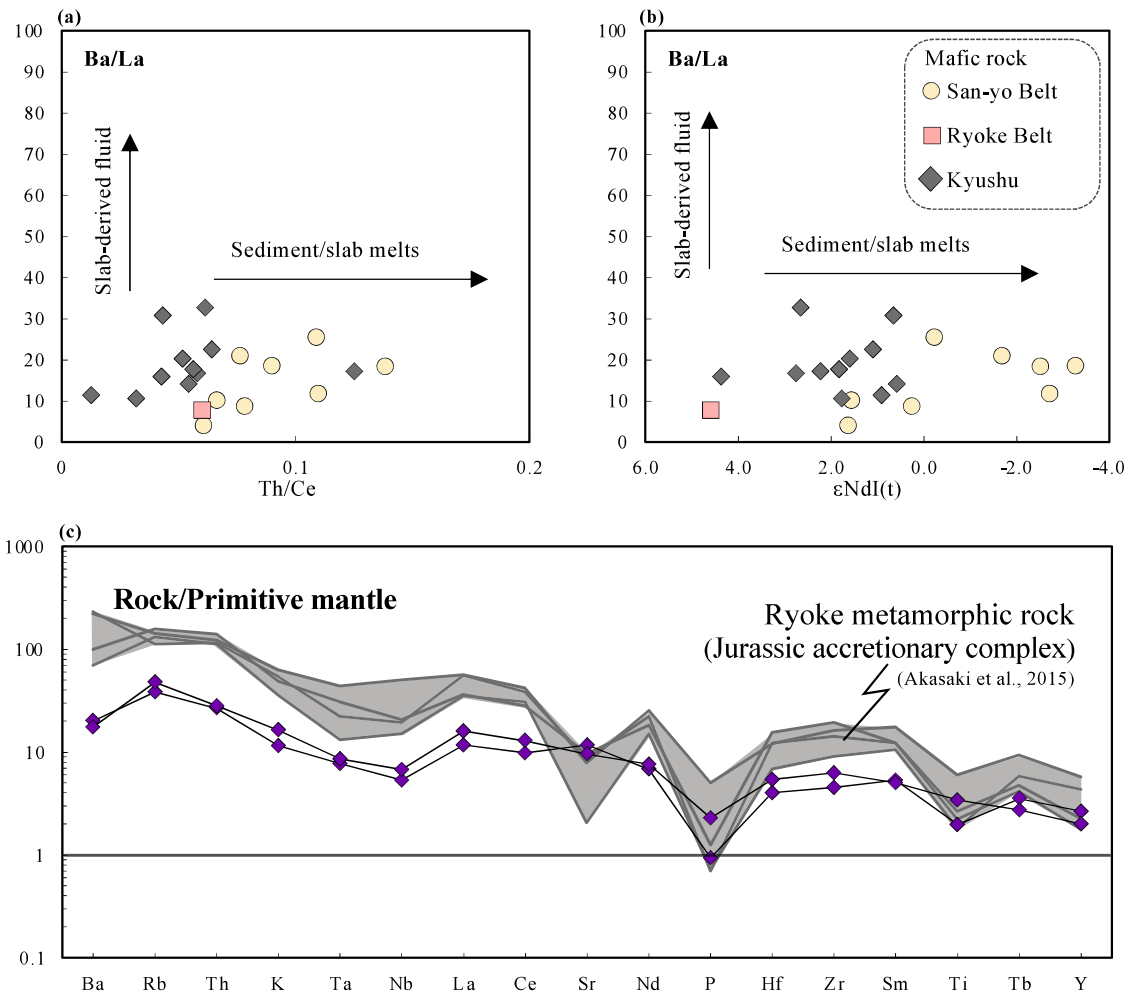 (a)
Ba/La
100
90
80
70
60
50
40
30
20
10
0
Slab-derived fluid
Sediment/slab melts
0
0.1
0.2
Th/Ce
(b)
Ba/La
100
90
80
70
60
50
40
30
20
10
0
Slab-derived fluid
Sediment/slab melts
Mafic rock
San-yo Belt
Ryoke Belt
Kyushu
6.0
4.0
2.0
0.0
-2.0
-4.0
εNdI(t)
(c)
1000
100
10
1
0.1
Rock/Primitive mantle
Ryoke metamorphic rock
(Jurassic accretionary complex)
(Akasaki et al., 2015)
Ba Rb Th K Ta Nb La Ce Sr Nd P Hf Zr Sm Ti Tb Y